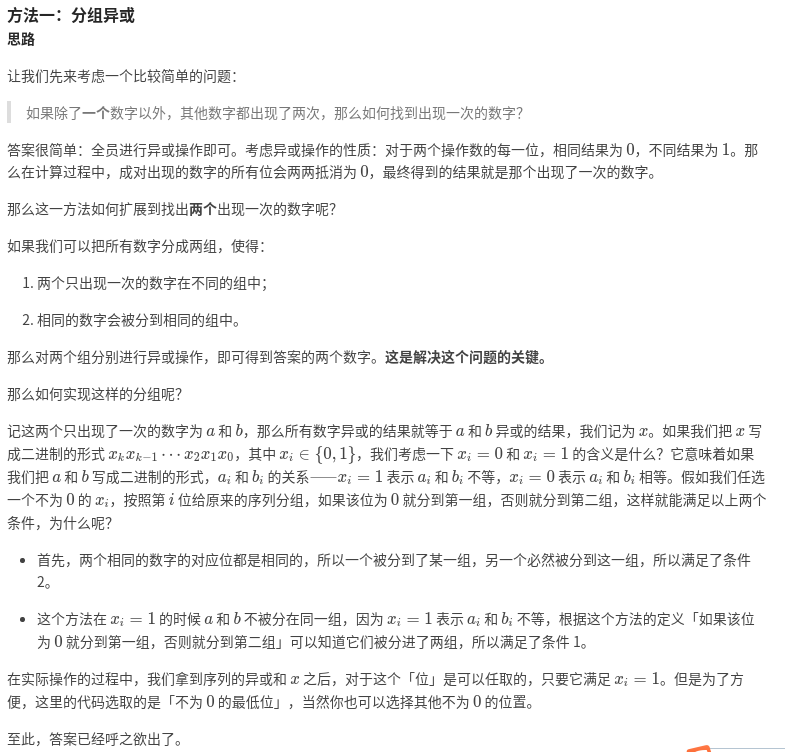 方法一：分组异或
思路
让我们先来考虑一个比较简单的问题：
如果除了一个数字以外，其他数字都出现了两次，那么如何找到出现一次的数字？
答案很简单：全员进行异或操作即可。考虑异或操作的性质：对于两个操作数的每一位，相同结果为 0，不同结果为 1。那
么在计算过程中，成对出现的数字的所有位会两两抵消为 0，最终得到的结果就是那个出现了一次的数字。
那么这一方法如何扩展到找出两个出现一次的数字呢？
如果我们可以把所有数字分成两组，使得：
1. 两个只出现一次的数字在不同的组中；
2. 相同的数字会被分到相同的组中。
那么对两个组分别进行异或操作，即可得到答案的两个数字。这是解决这个问题的关键。
那么如何实现这样的分组呢？
记这两个只出现了一次的数字为 a 和 b，那么所有数字异或的结果就等于 a 和 b 异或的结果，我们记为 x。如果我们把 x 写
成二进制的形式 xₖxₖ₋₁⋯x₂x₁x₀，其中 xᵢ ∈ {0, 1}，我们考虑一下 xᵢ = 0 和 xᵢ = 1 的含义是什么？它意味着如果
我们把 a 和 b 写成二进制的形式，aᵢ 和 bᵢ 的关系——xᵢ = 1 表示 aᵢ 和 bᵢ 不等，xᵢ = 0 表示 aᵢ 和 bᵢ 相等。假如我们任选
一个不为 0 的 xᵢ，按照第 i 位给原来的序列分组，如果该位为 0 就分到第一组，否则就分到第二组，这样就能满足以上两个
条件，为什么呢？
• 首先，两个相同的数字的对应位都是相同的，所以一个被分到了某一组，另一个必然被分到这一组，所以满足了条件
2。
• 这个方法在 xᵢ = 1 的时候 a 和 b 不被分在同一组，因为 xᵢ = 1 表示 aᵢ 和 bᵢ 不等，根据这个方法的定义「如果该位
为 0 就分到第一组，否则就分到第二组」可以知道它们被分进了两组，所以满足了条件 1。
在实际操作的过程中，我们拿到序列的异或和 x 之后，对于这个「位」是可以任取的，只要它满足 xᵢ = 1。但是为了方
便，这里的代码选取的是「不为 0 的最低位」，当然你也可以选择其他不为 0 的位置。
至此，答案已经呼之欲出了。